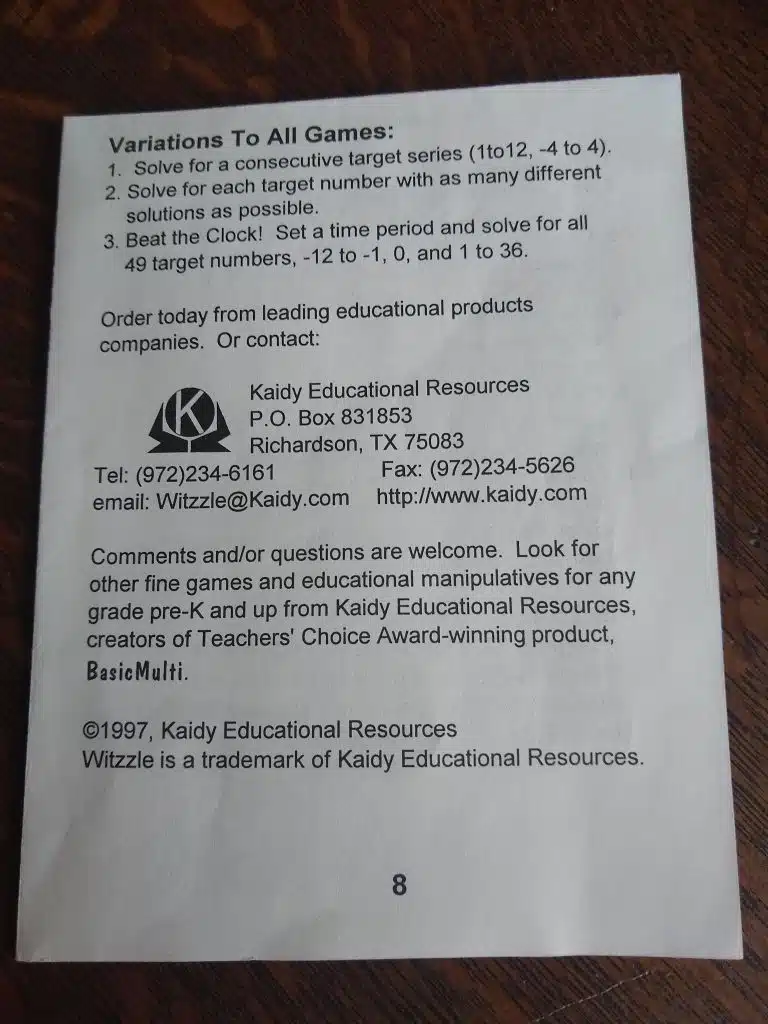 Variations To All Games:
1. Solve for a consecutive target series (1to12, -4 to 4).
2. Solve for each target number with as many different
solutions as possible.
3. Beat the Clock! Set a time period and solve for all
49 target numbers, -12 to -1, 0, and 1 to 36.
Order today from leading educational products
companies. Or contact:
K
Kaidy Educational Resources
P.O. Box 831853
Richardson, TX 75083
Tel: (972)234-6161 Fax: (972)234-5626
email: Witzzle@Kaidy.com http://www.kaidy.com
Comments and/or questions are welcome. Look for
other fine games and educational manipulatives for any
grade pre-K and up from Kaidy Educational Resources,
creators of Teachers' Choice Award-winning product,
BasicMulti.
©1997, Kaidy Educational Resources
Witzzle is a trademark of Kaidy Educational Resources.
8